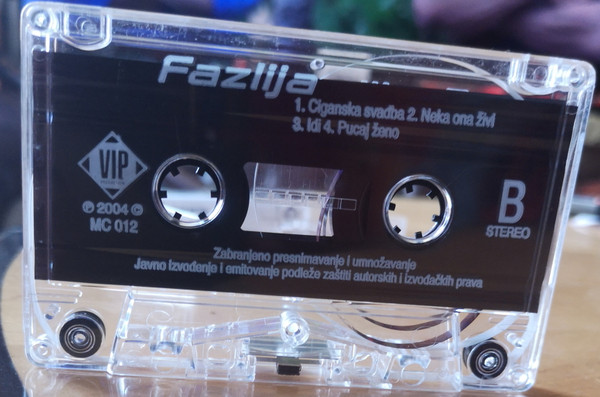 Fazlija
1. Ciganska svadba 2. Neka ona živi
3. Idi 4. Pucaj ženo
VIP
℗ 2004 ©
MC 012
B
STEREO
Zabranjeno presnimavanje i umnožavanje
Javno izvođenje i emitovanje podleže zaštiti autorskih i izvođačkih prava